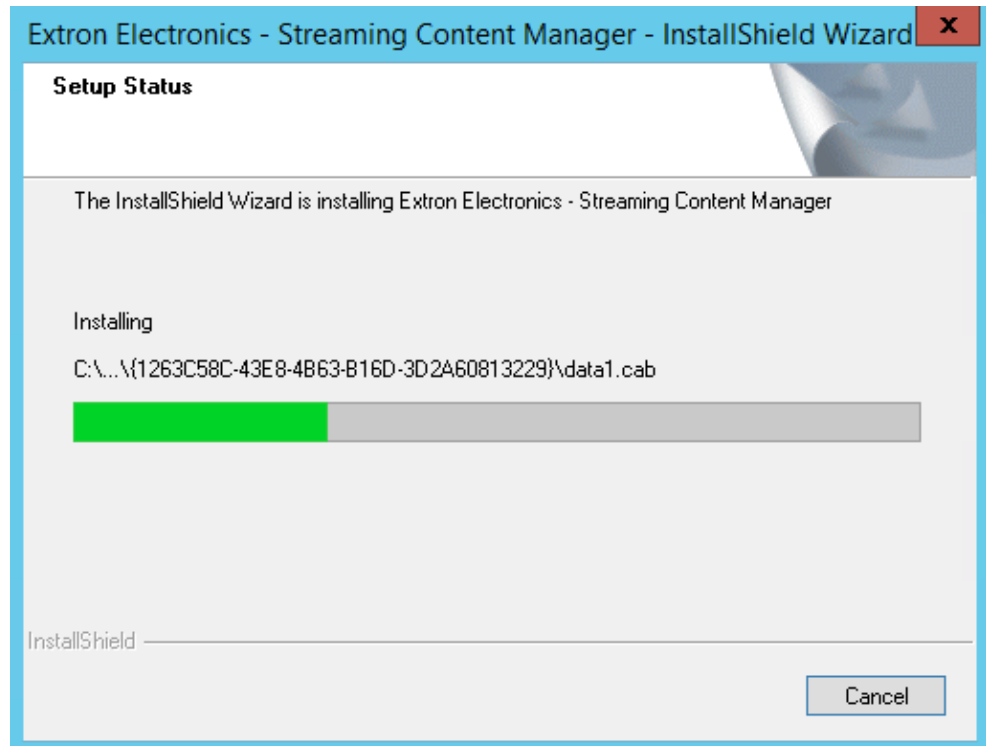 Extron Electronics - Streaming Content Manager - InstallShield Wizard
x
Setup Status
The InstallShield Wizard is installing Extron Electronics - Streaming Content Manager
Installing
C:\...\{1263C58C-43E8-4B63-B16D-3D2A60813229}\data1.cab
InstallShield
Cancel